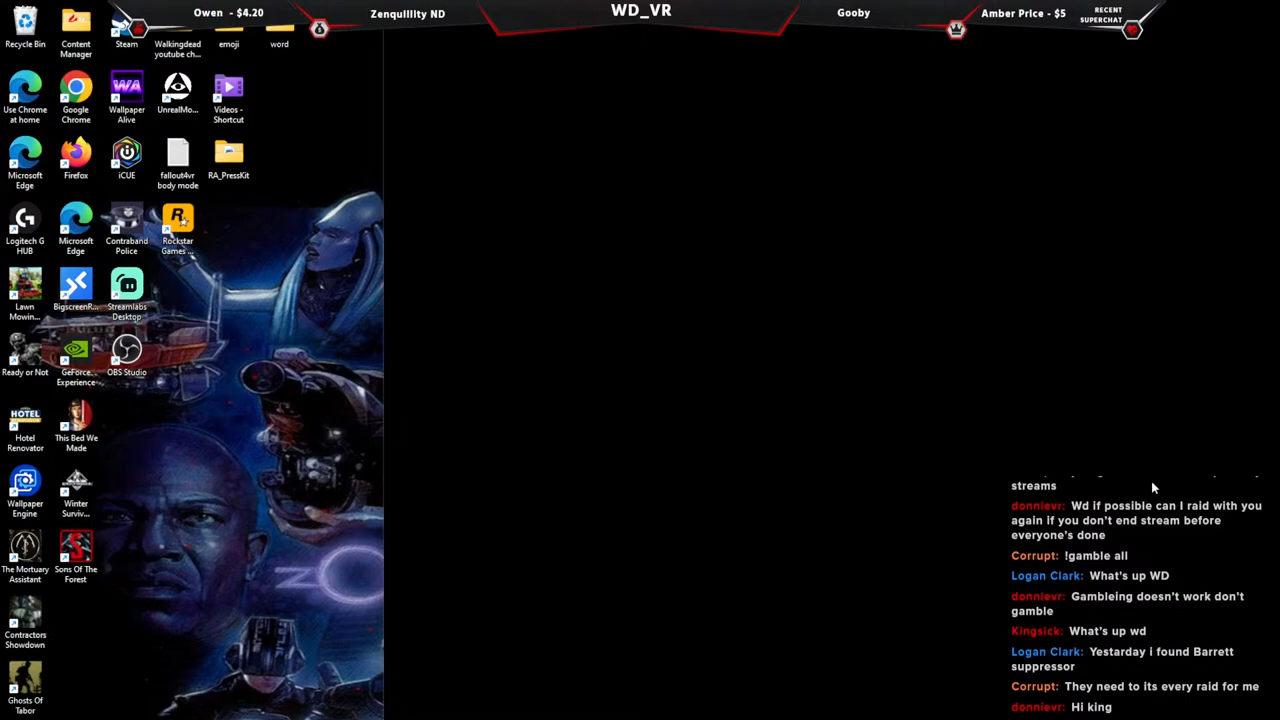 Owen - $4.20
Zenquillity ND
WD_VR
Gooby
Amber Price - $5
RECENT
SUPERCHAT
Recycle Bin
Content
Manager
Steam
Walkingdead
youtube ch...
emoji
word
Use Chrome
at home
Google
Chrome
WA
Wallpaper
Alive
UnrealMo...
Videos -
Shortcut
Microsoft
Edge
Firefox
iCUE
fallout4vr
body mode
RA_PressKit
Logitech G
HUB
Microsoft
Edge
Contraband
Police
R
Rockstar
Games ...
Lawn
Mowin...
BigscreenR...
Streamlabs
Desktop
Ready or Not
GeForce
Experience
OBS Studio
HOTEL
Hotel
Renovator
This Bed We
Made
Wallpaper
Engine
Winter
Surviv...
The Mortuary
Assistant
S
Sons Of The
Forest
Contractors
Showdown
Ghosts Of
Tabor
streams
donnievr: Wd if possible can I raid with you
again if you don't end stream before
everyone's done
Corrupt: !gamble all
Logan Clark: What's up WD
donnievr: Gambleing doesn't work don't
gamble
Kingsick: What's up wd
Logan Clark: Yestarday i found Barrett
suppressor
Corrupt: They need to its every raid for me
donnievr: Hi king